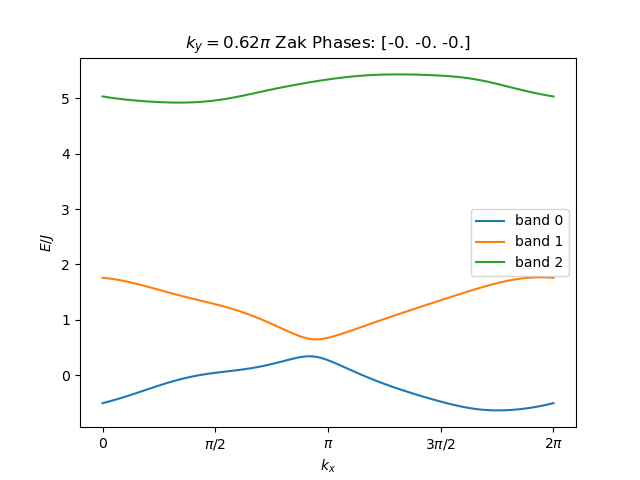 $k_y = 0.62\pi$ Zak Phases: [-0. -0. -0.]
E/J
5
4
3
2
1
0
band 0
band 1
band 2
0
π/2
π
3π/2
2π
$k_x$